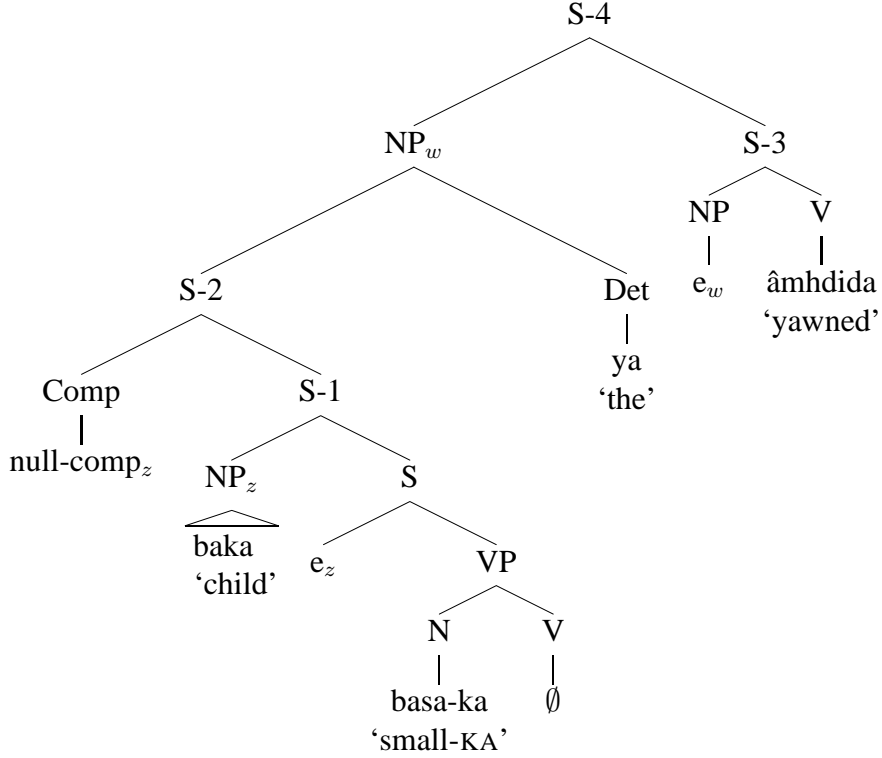 S-4
NP_w S-3
NP V
S-2 Det e_w âmhdida
‘yawned’
ya
‘the’
Comp S-1
null-comp_z NP_z S
baka e_z VP
‘child’
N V
basa-ka ∅
‘small-KA’